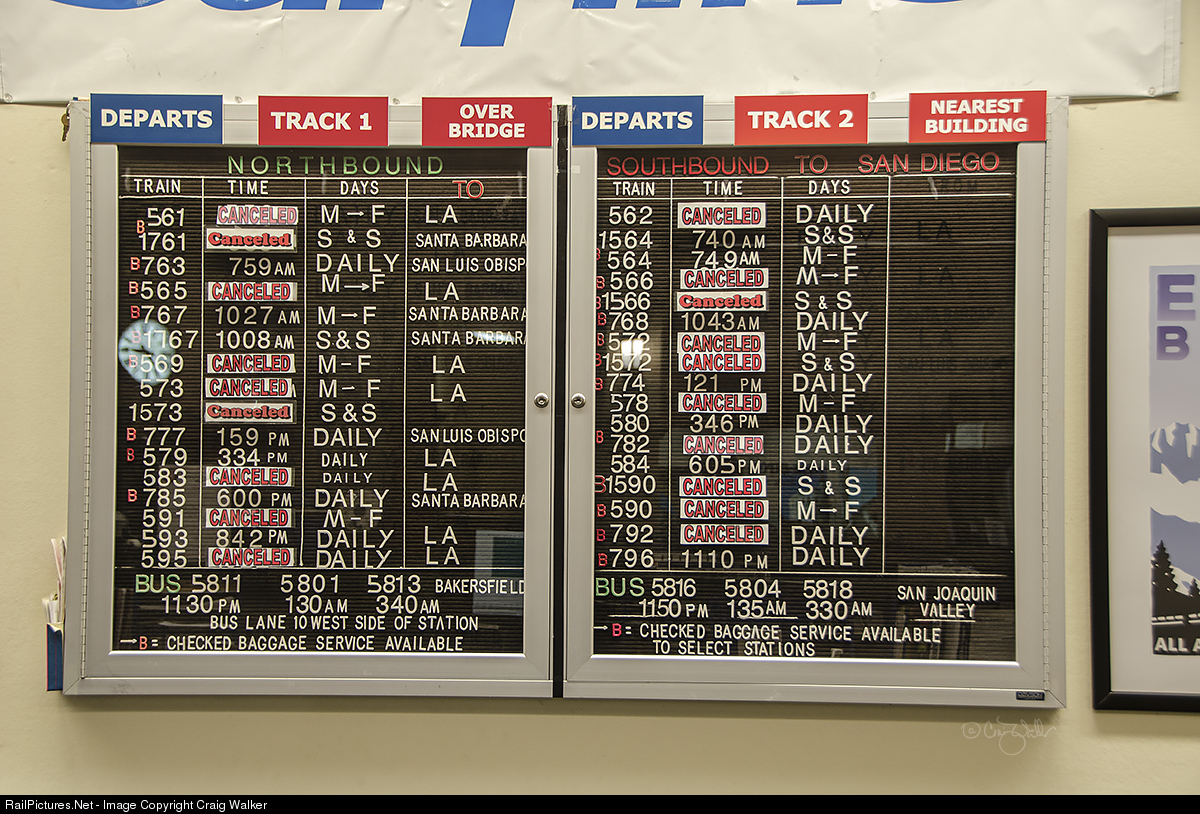 DEPARTS TRACK 1 OVER BRIDGE
NORTHBOUND
TRAIN TIME DAYS TO
B 561 CANCELED M → F LA
1761 Canceled S & S SANTA BARBARA
B 763 759 AM DAILY SAN LUIS OBISP
B 565 CANCELED M → F LA
B 767 1027 AM M → F SANTA BARBARA
B 1767 1008 AM S & S SANTA BARBAR
B 569 CANCELED M - F LA
573 CANCELED M - F LA
1573 Canceled S & S
B 777 159 PM DAILY SAN LUIS OBISPO
B 579 334 PM DAILY LA
583 CANCELED DAILY LA
B 785 600 PM DAILY SANTA BARBARA
591 CANCELED M - F
593 842 PM DAILY LA
595 CANCELED DAILY LA
BUS 5811 5801 5813 BAKERSFIELD
1130 PM 130 AM 340 AM
BUS LANE 10 WEST SIDE OF STATION
→ B = CHECKED BAGGAGE SERVICE AVAILABLE
DEPARTS TRACK 2 NEAREST BUILDING
SOUTHBOUND TO SAN DIEGO
TRAIN TIME DAYS
562 CANCELED DAILY
1564 740 AM S & S
B 564 749 AM M - F
B 566 CANCELED M → F
B 1566 Canceled S & S
B 768 1043 AM DAILY
B 572 CANCELED M → F
B 1572 CANCELED S & S
B 774 121 PM DAILY
578 CANCELED M - F
580 346 PM DAILY
B 782 CANCELED DAILY
584 605 PM DAILY
B 1590 CANCELED S & S
B 590 CANCELED M → F
B 792 CANCELED DAILY
B 796 1110 PM DAILY
BUS 5816 5804 5818 SAN JOAQUIN
1150 PM 135 AM 330 AM VALLEY
→ B = CHECKED BAGGAGE SERVICE AVAILABLE
TO SELECT STATIONS
E
B
ALL A
RailPictures.Net - Image Copyright Craig Walker